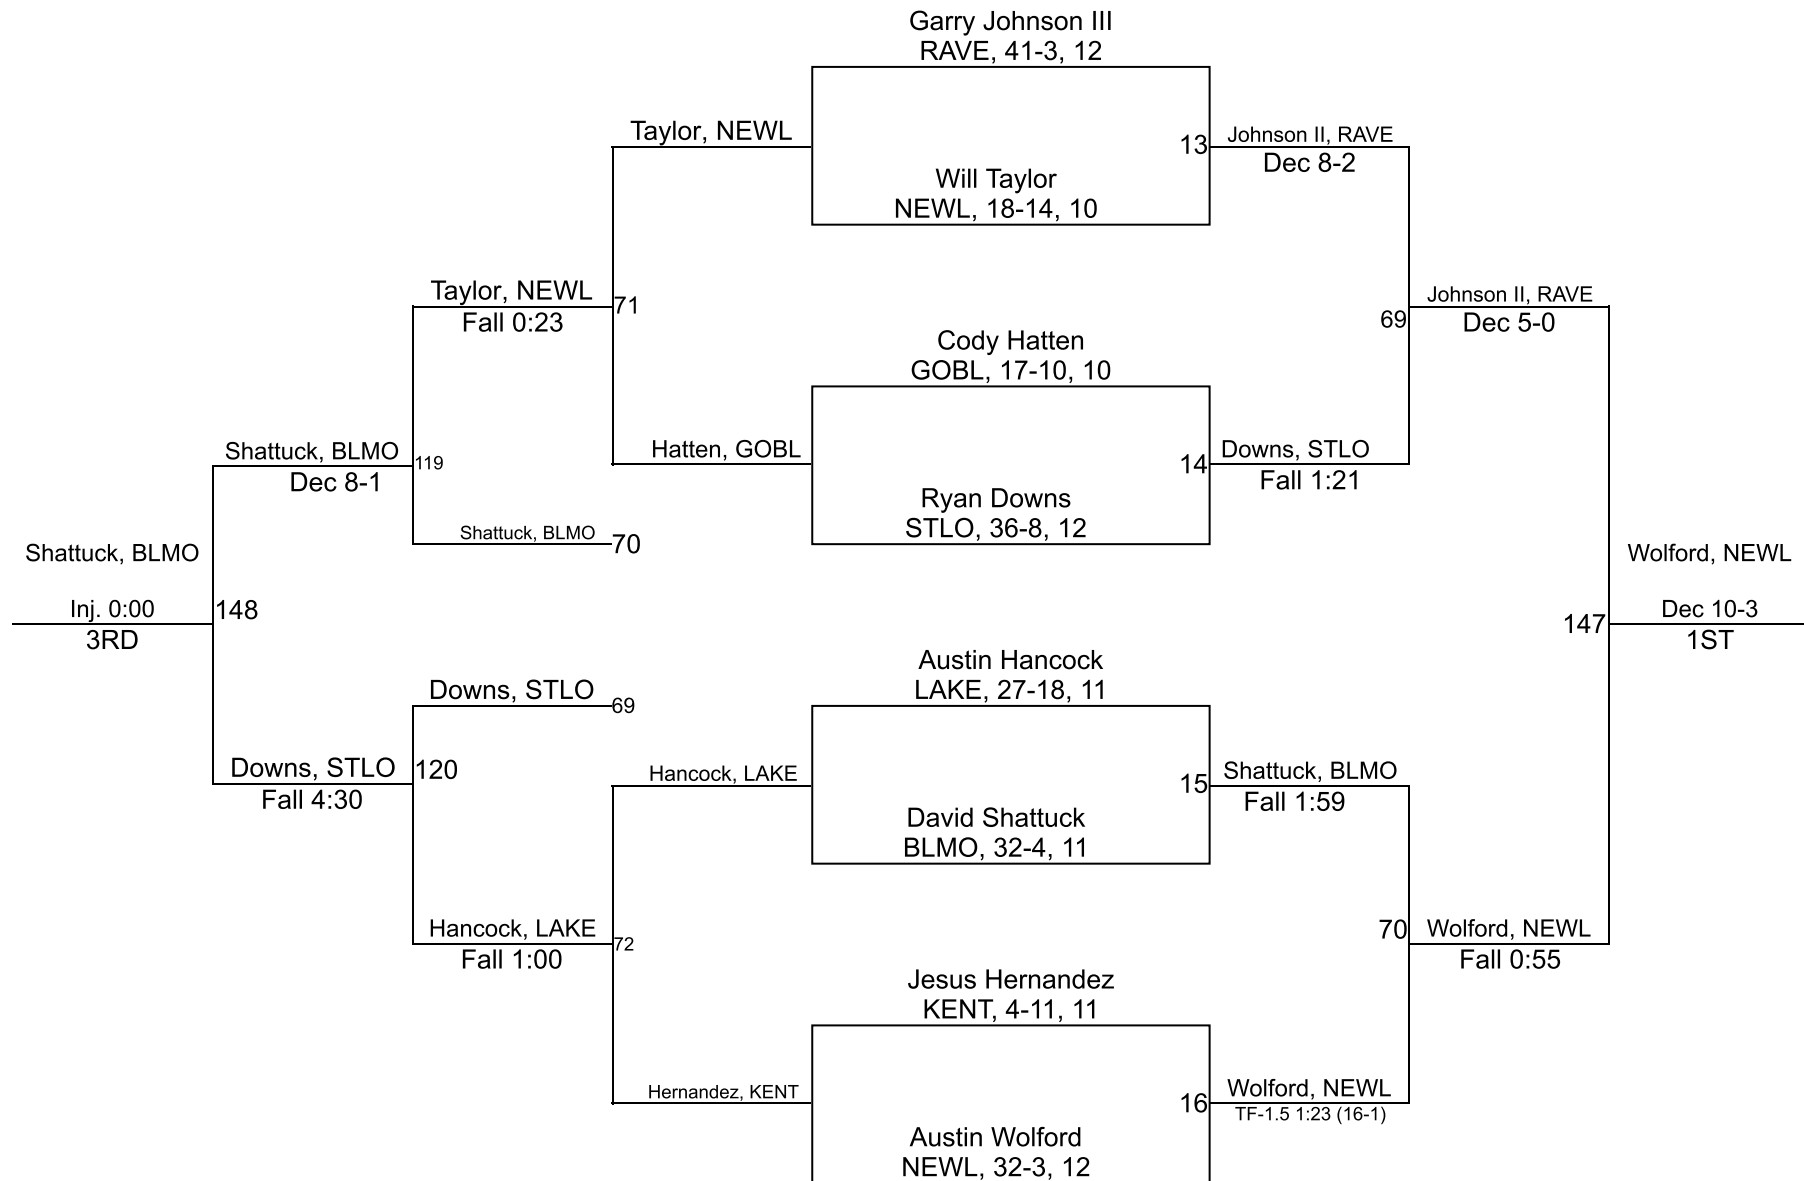 Garry Johnson III
RAVE, 41-3, 12
Taylor, NEWL
13
Johnson II, RAVE
Dec 8-2
Will Taylor
NEWL, 18-14, 10
Taylor, NEWL
Fall 0:23
71
Johnson II, RAVE
Dec 5-0
69
Cody Hatten
GOBL, 17-10, 10
Shattuck, BLMO
Dec 8-1
119
Hatten, GOBL
14
Downs, STLO
Fall 1:21
Ryan Downs
STLO, 36-8, 12
Shattuck, BLMO
70
Shattuck, BLMO
Inj. 0:00
3RD
148
Wolford, NEWL
147
Dec 10-3
1ST
Austin Hancock
LAKE, 27-18, 11
Downs, STLO
69
Downs, STLO
Fall 4:30
120
Hancock, LAKE
15
Shattuck, BLMO
Fall 1:59
David Shattuck
BLMO, 32-4, 11
Hancock, LAKE
Fall 1:00
72
70
Wolford, NEWL
Fall 0:55
Jesus Hernandez
KENT, 4-11, 11
Hernandez, KENT
16
Wolford, NEWL
TF-1.5 1:23 (16-1)
Austin Wolford
NEWL, 32-3, 12